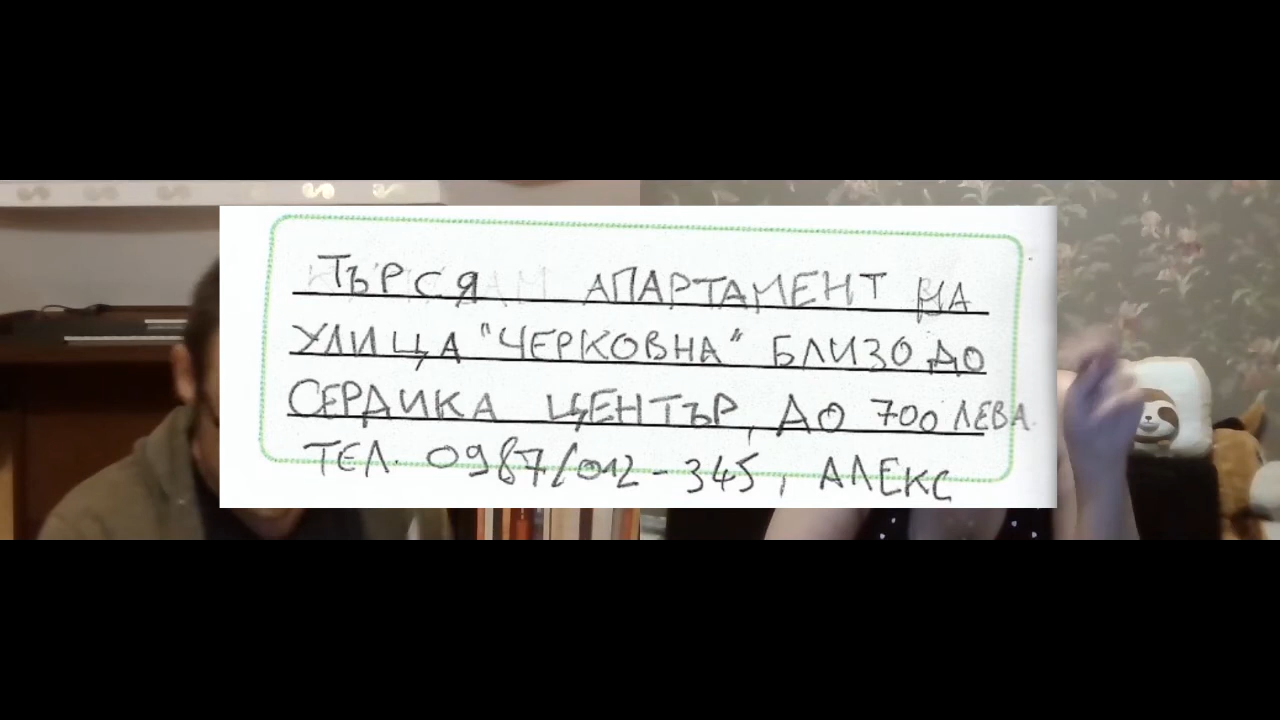 ТЪРСЯ АПАРТАМЕНТ НА
УЛИЦА "ЧЕРКОВНА" БЛИЗО ДО
СЕРДИКА ЦЕНТЪР, ДО 700 ЛЕВА
ТЕЛ. 0987/012-345, АЛЕКС